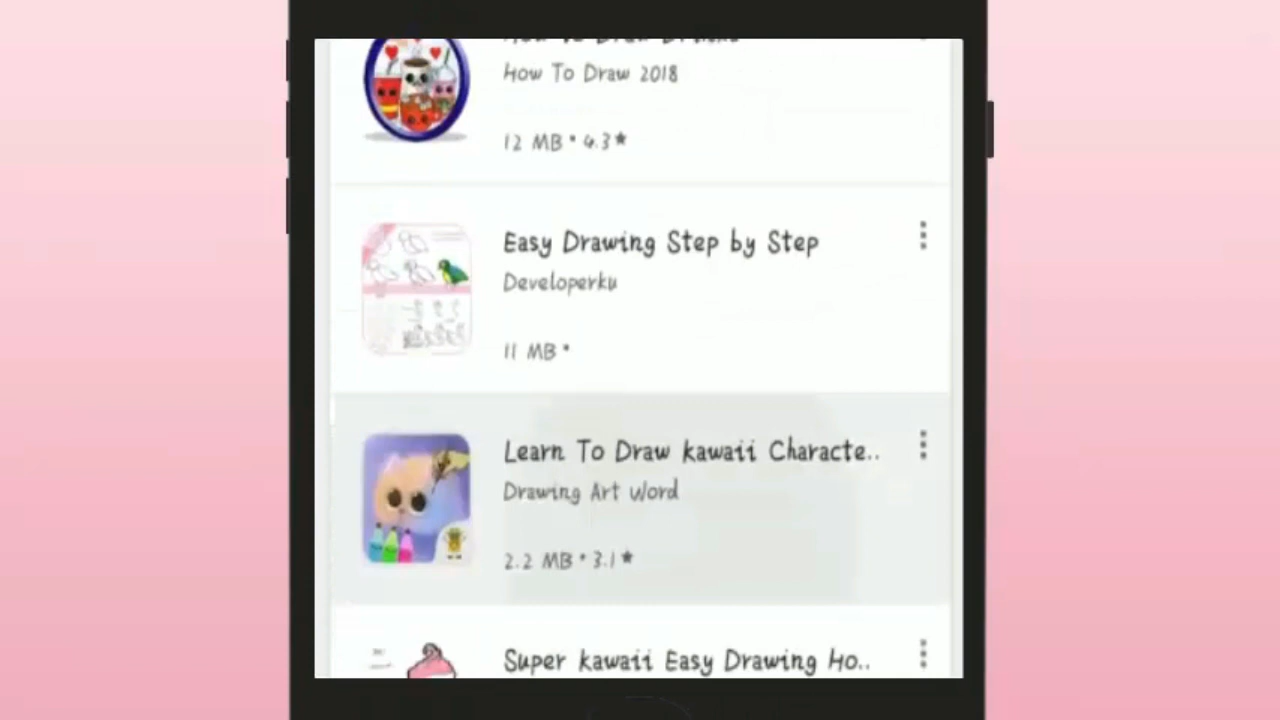 How To Draw 2018
12 MB • 4.3★
Easy Drawing Step by Step
Developerku
11 MB •
Learn To Draw kawaii Characte..
Drawing Art Word
2.2 MB • 3.1★
Super kawaii Easy Drawing Ho..